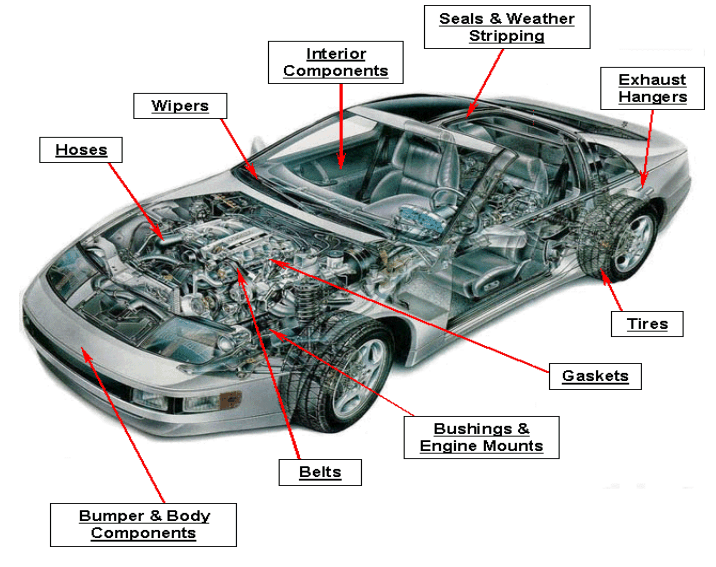 Seals & Weather
Stripping
Interior
Components
Exhaust
Hangers
Wipers
Hoses
Tires
Gaskets
Bushings &
Engine Mounts
Belts
Bumper & Body
Components